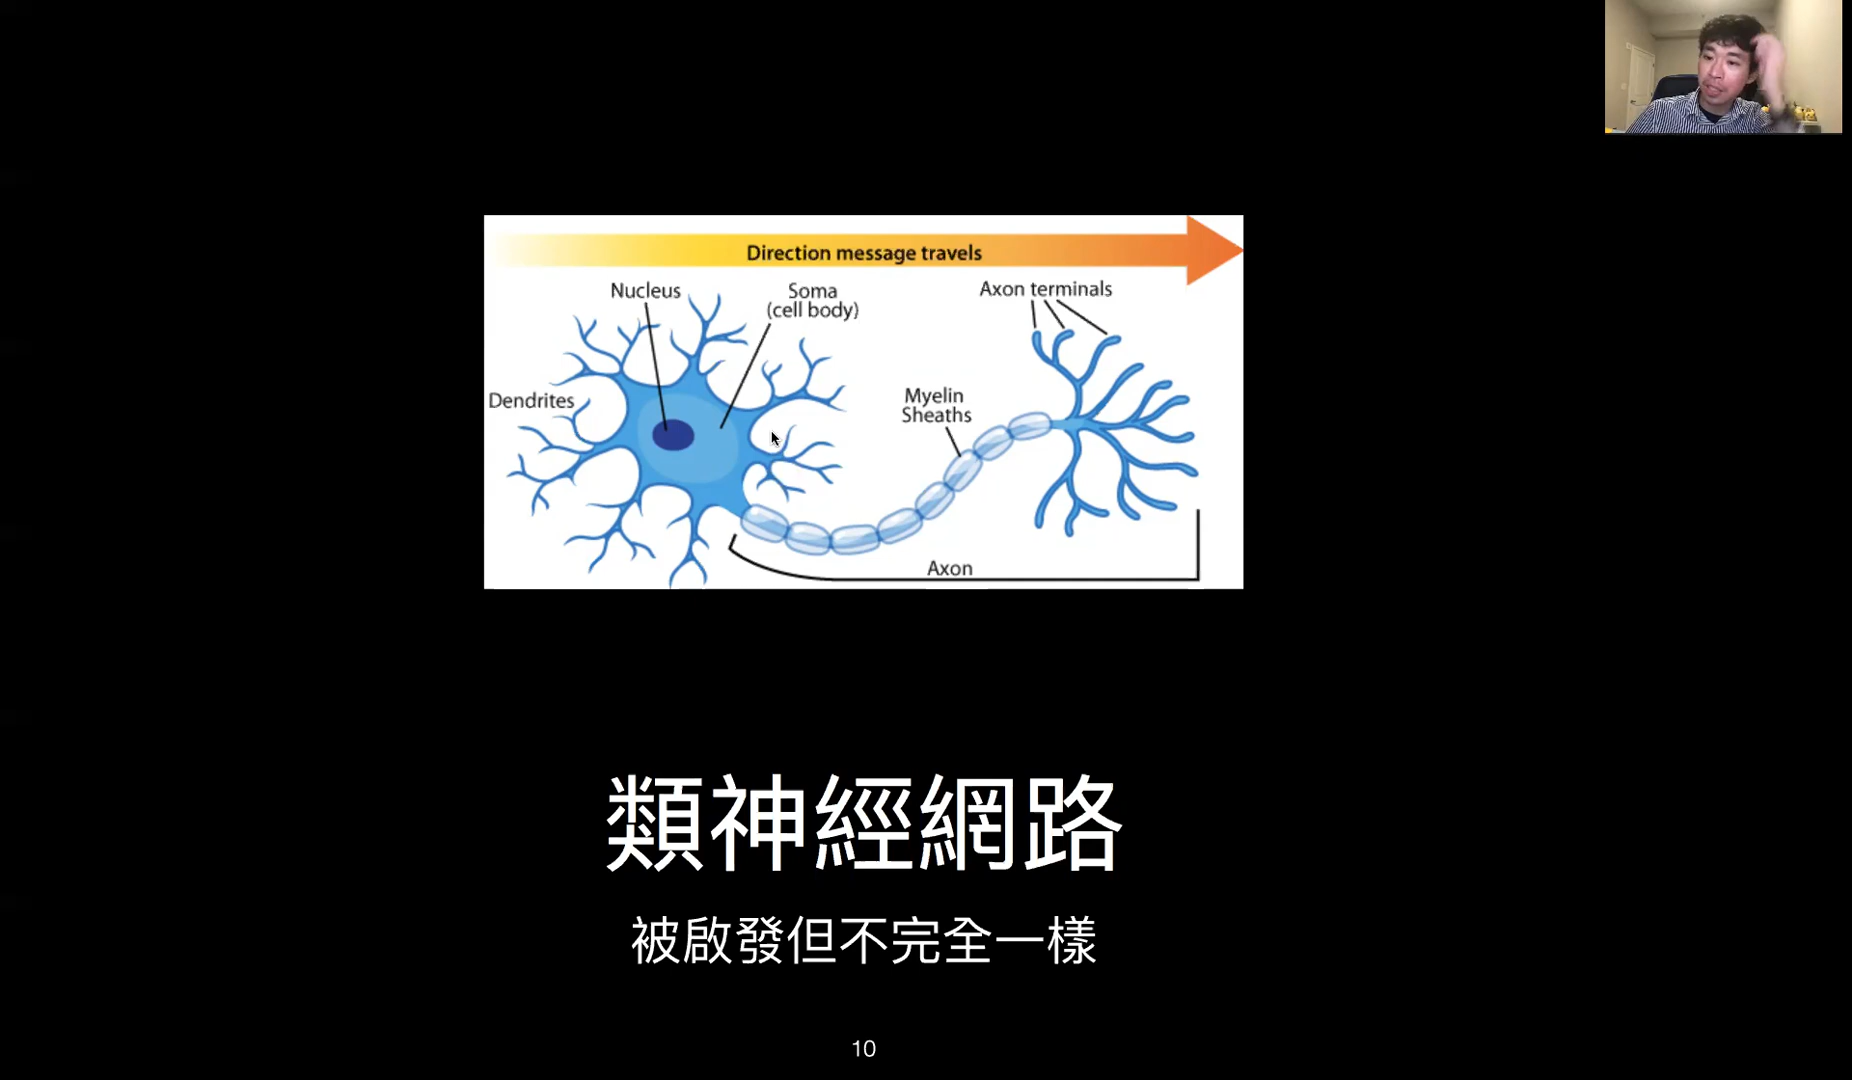 Direction message travels
Nucleus
Soma
(cell body)
Axon terminals
Dendrites
Myelin
Sheaths
Axon
類神經網路
被啟發但不完全一樣
10